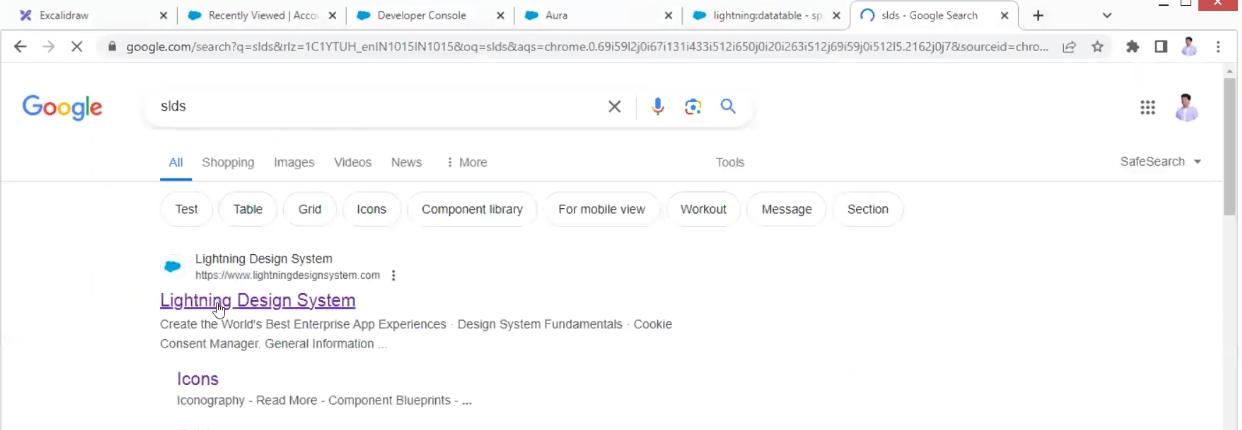 Excalidraw
Recently Viewed | Acco
Developer Console
Aura
lightning:datatable - sp
slds - Google Search
google.com/search?q=slds&rlz=1C1YTUH_enIN1015IN1015&oq=slds&aqs=chrome.0.69i59l2j0i67i131i433i512i650j0i20i263i512j69i59j0i512l5.2162j0j7&sourceid=chro...
Google
slds
All
Shopping
Images
Videos
News
More
Tools
SafeSearch
Test
Table
Grid
Icons
Component library
For mobile view
Workout
Message
Section
Lightning Design System
https://www.lightningdesignsystem.com
Lightning Design System
Create the World's Best Enterprise App Experiences · Design System Fundamentals · Cookie
Consent Manager. General Information ...
Icons
Iconography - Read More - Component Blueprints - ...